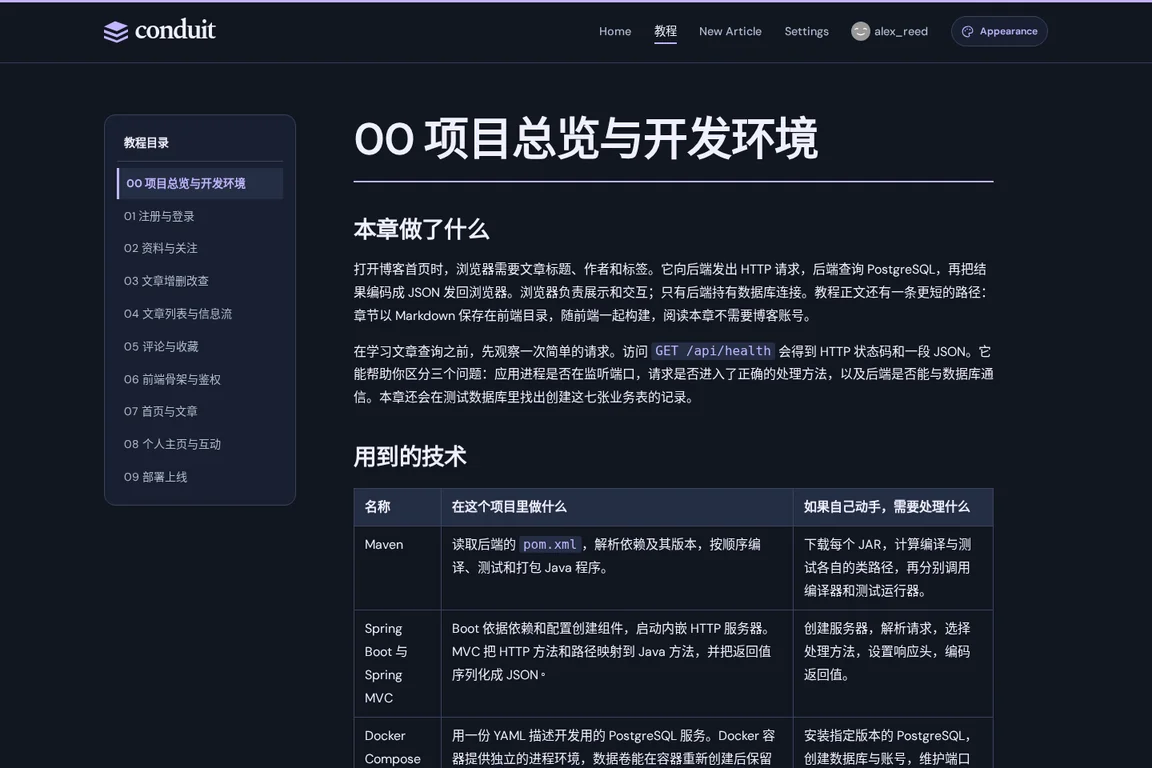 conduit
Home
教程
New Article
Settings
alex_reed
Appearance
教程目录
00 项目总览与开发环境
01 注册与登录
02 资料与关注
03 文章增删改查
04 文章列表与信息流
05 评论与收藏
06 前端骨架与鉴权
07 首页与文章
08 个人主页与互动
09 部署上线
00 项目总览与开发环境
本章做了什么
打开博客首页时，浏览器需要文章标题、作者和标签。它向后端发出 HTTP 请求，后端查询 PostgreSQL，再把结
果编码成 JSON 发回浏览器。浏览器负责展示和交互；只有后端持有数据库连接。教程正文还有一条更短的路径：
章节以 Markdown 保存在前端目录，随前端一起构建，阅读本章不需要博客账号。
在学习文章查询之前，先观察一次简单的请求。访问 GET /api/health 会得到 HTTP 状态码和一段 JSON。它
能帮助你区分三个问题：应用进程是否在监听端口，请求是否进入了正确的处理方法，以及后端是否能与数据库通
信。本章还会在测试数据库里找出创建这七张业务表的记录。
用到的技术
名称
在这个项目里做什么
如果自己动手，需要处理什么
Maven
读取后端的 pom.xml，解析依赖及其版本，按顺序编
译、测试和打包 Java 程序。
下载每个 JAR，计算编译与测
试各自的类路径，再分别调用
编译器和测试运行器。
Spring
Boot 与
Spring
MVC
Boot 依据依赖和配置创建组件，启动内嵌 HTTP 服务器。
MVC 把 HTTP 方法和路径映射到 Java 方法，并把返回值
序列化成 JSON。
创建服务器，解析请求，选择
处理方法，设置响应头，编码
返回值。
Docker
Compose
用一份 YAML 描述开发用的 PostgreSQL 服务。Docker 容
器提供独立的进程环境，数据卷能在容器重新创建后保留
安装指定版本的 PostgreSQL，
创建数据库与账号，维护端口